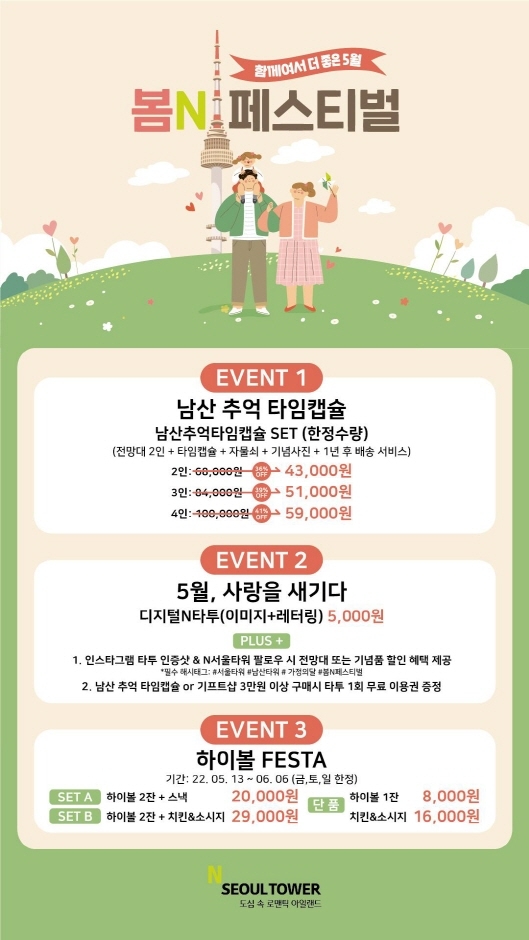 함께여서 더 좋은 5월
봄N 페스티벌
EVENT 1
남산 추억 타임캡슐
남산추억타임캡슐 SET (한정수량)
(전망대 2인 + 타임캡슐 + 자물쇠 + 기념사진 + 1년 후 배송 서비스)
2인: 68,000원 36% OFF 43,000원
3인: 84,000원 39% OFF 51,000원
4인: 100,000원 41% OFF 59,000원
EVENT 2
5월, 사랑을 새기다
디지털N타투(이미지+레터링) 5,000원
PLUS +
1. 인스타그램 타투 인증샷 & N서울타워 팔로우 시 전망대 또는 기념품 할인 혜택 제공
*필수 해시태그: #서울타워 #남산타워 # 가정의달 #봄N페스티벌
2. 남산 추억 타임캡슐 or 기프트샵 3만원 이상 구매시 타투 1회 무료 이용권 증정
EVENT 3
하이볼 FESTA
기간: 22. 05. 13 ~ 06. 06 (금,토,일 한정)
SET A 하이볼 2잔 + 스낵 20,000원
SET B 하이볼 2잔 + 치킨&소시지 29,000원
단 품
하이볼 1잔 8,000원
치킨&소시지 16,000원
N
SEOUL TOWER
도심 속 로맨틱 아일랜드